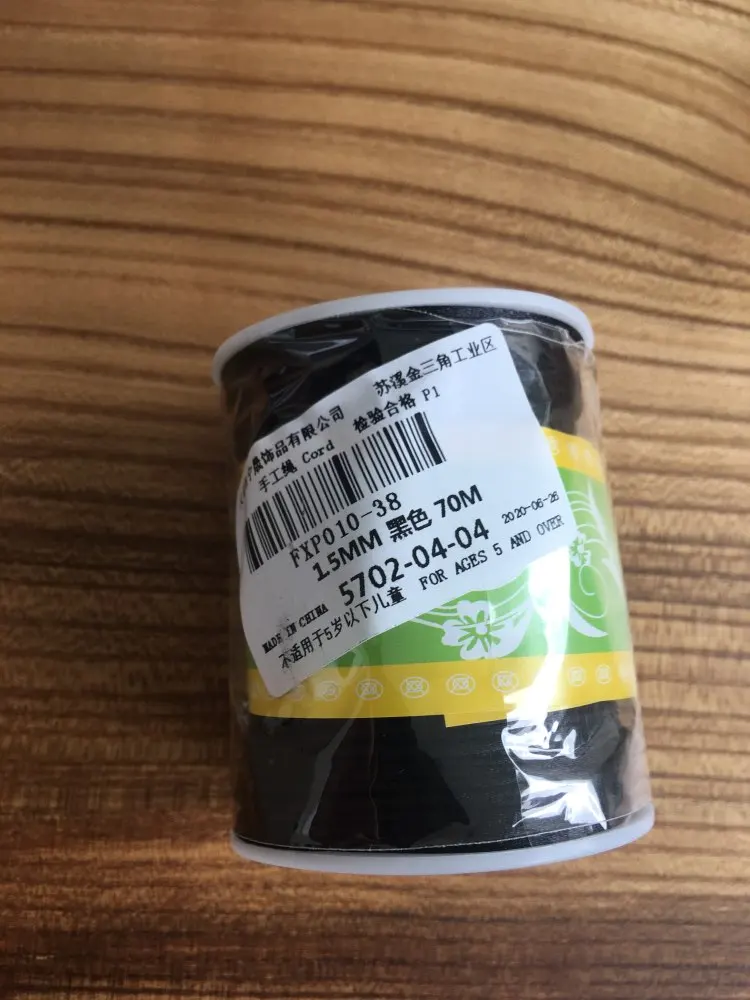 饰品有限公司 苏溪金三角工业区
手工绳 Cord 检验合格 P1
FXP010-38
1.5MM 黑色 70M
5702-04-04 2020-06-26
MADE IN CHINA FOR AGES 5 AND OVER
不适用于5岁以下儿童